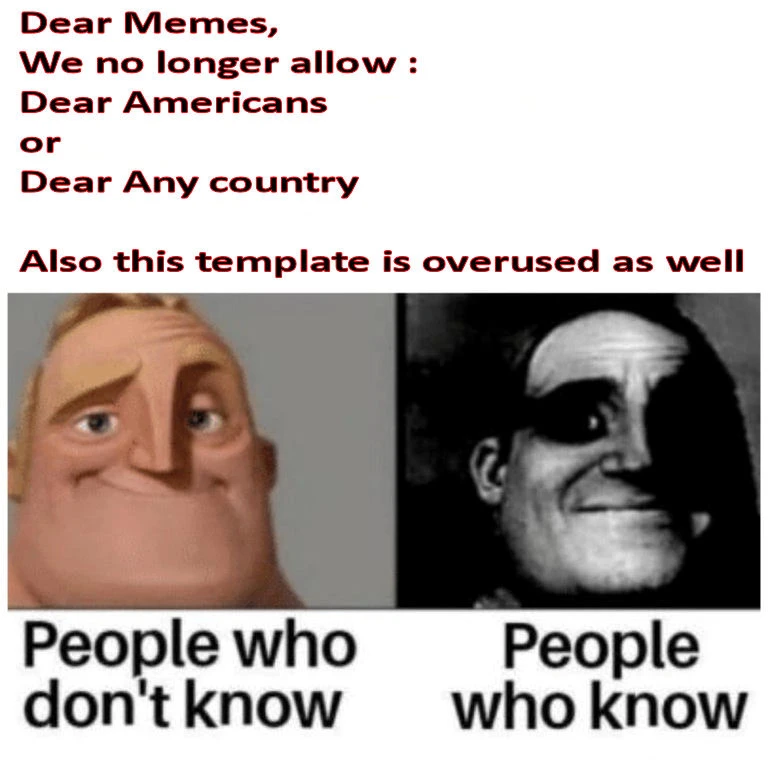 Dear Memes,
We no longer allow :
Dear Americans
or
Dear Any country
Also this template is overused as well
People who
don't know
People
who know